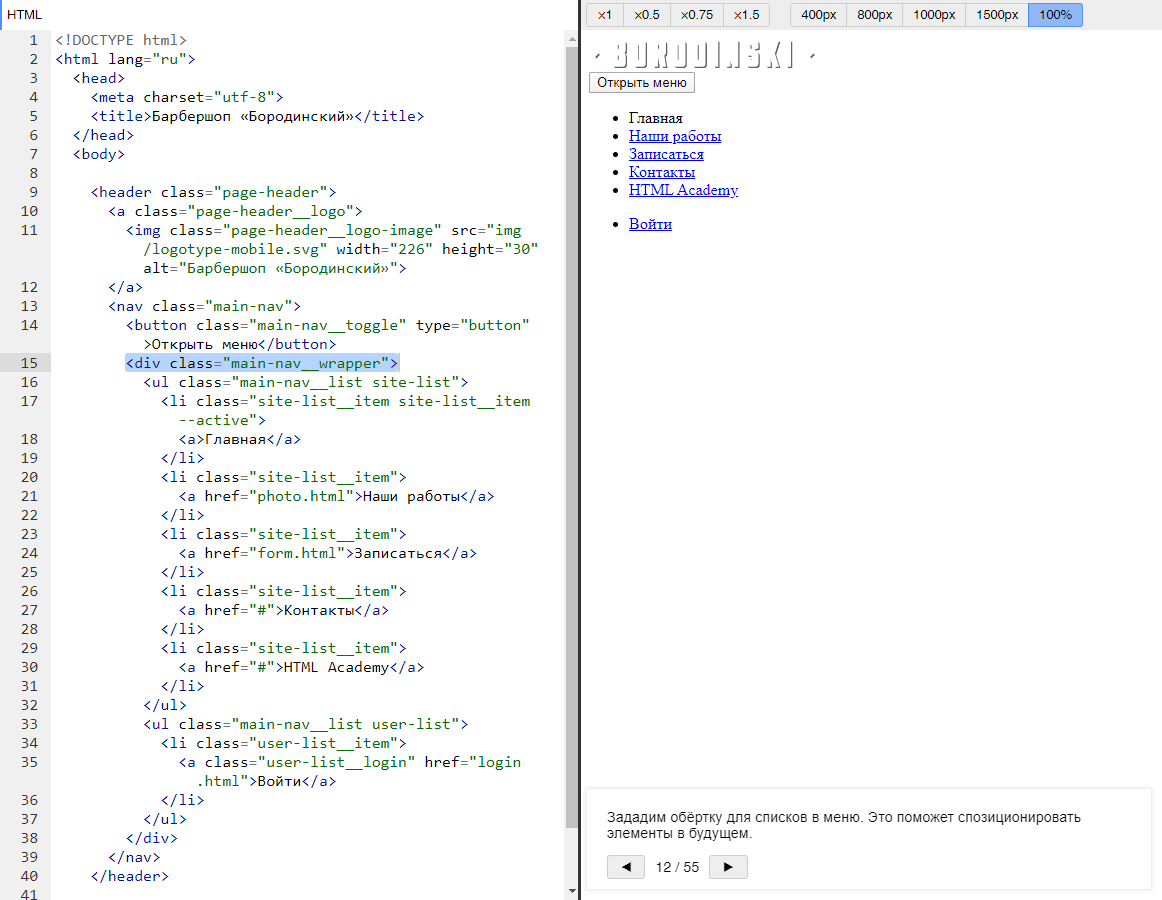 HTML
1 <!DOCTYPE html>
2 <html lang="ru">
3 <head>
4 <meta charset="utf-8">
5 <title>Барбершоп «Бородинский»</title>
6 </head>
7 <body>
8
9 <header class="page-header">
10 <a class="page-header__logo">
11 <img class="page-header__logo-image" src="img
/logotype-mobile.svg" width="226" height="30"
alt="Барбершоп «Бородинский»">
12 </a>
13 <nav class="main-nav">
14 <button class="main-nav__toggle" type="button"
>Открыть меню</button>
15 <div class="main-nav__wrapper">
16 <ul class="main-nav__list site-list">
17 <li class="site-list__item site-list__item
--active">
18 <a>Главная</a>
19 </li>
20 <li class="site-list__item">
21 <a href="photo.html">Наши работы</a>
22 </li>
23 <li class="site-list__item">
24 <a href="form.html">Записаться</a>
25 </li>
26 <li class="site-list__item">
27 <a href="#">Контакты</a>
28 </li>
29 <li class="site-list__item">
30 <a href="#">HTML Academy</a>
31 </li>
32 </ul>
33 <ul class="main-nav__list user-list">
34 <li class="user-list__item">
35 <a class="user-list__login" href="login
.html">Войти</a>
36 </li>
37 </ul>
38 </div>
39 </nav>
40 </header>
41
x1 x0.5 x0.75 x1.5 400px 800px 1000px 1500px 100%
· BORODINSKI ·
Открыть меню
• Главная
• Наши работы
• Записаться
• Контакты
• HTML Academy
• Войти
Зададим обёртку для списков в меню. Это поможет спозиционировать
элементы в будущем.
◀ 12 / 55 ▶